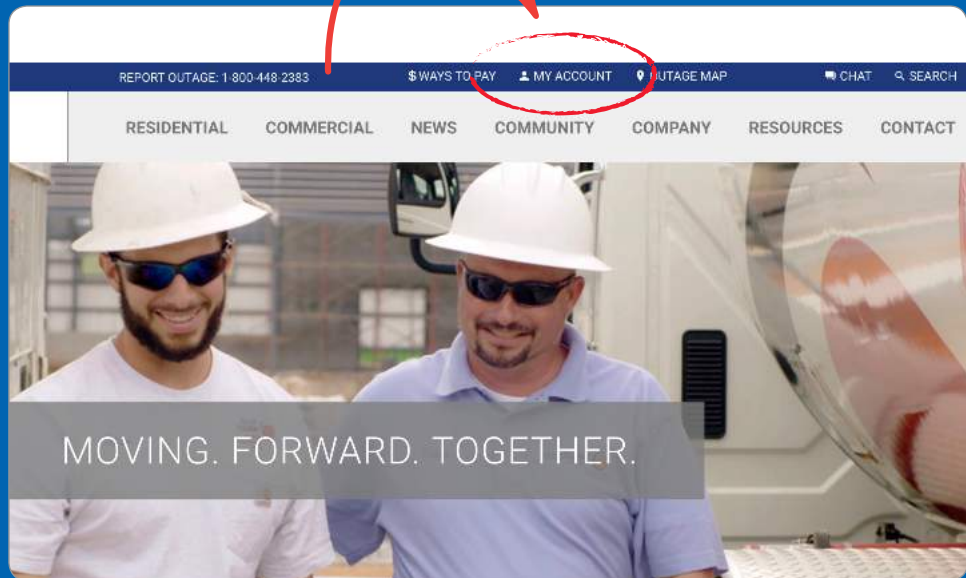 REPORT OUTAGE: 1-800-448-2383 $ WAYS TO PAY MY ACCOUNT OUTAGE MAP CHAT SEARCH
RESIDENTIAL COMMERCIAL NEWS COMMUNITY COMPANY RESOURCES CONTACT
MOVING. FORWARD. TOGETHER.